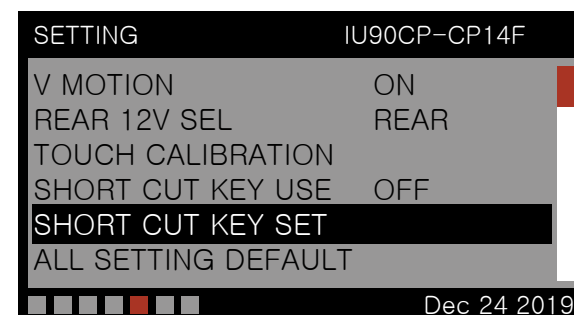 SETTING IU90CP-CP14F
V MOTION ON
REAR 12V SEL REAR
TOUCH CALIBRATION
SHORT CUT KEY USE OFF
SHORT CUT KEY SET
ALL SETTING DEFAULT
Dec 24 2019